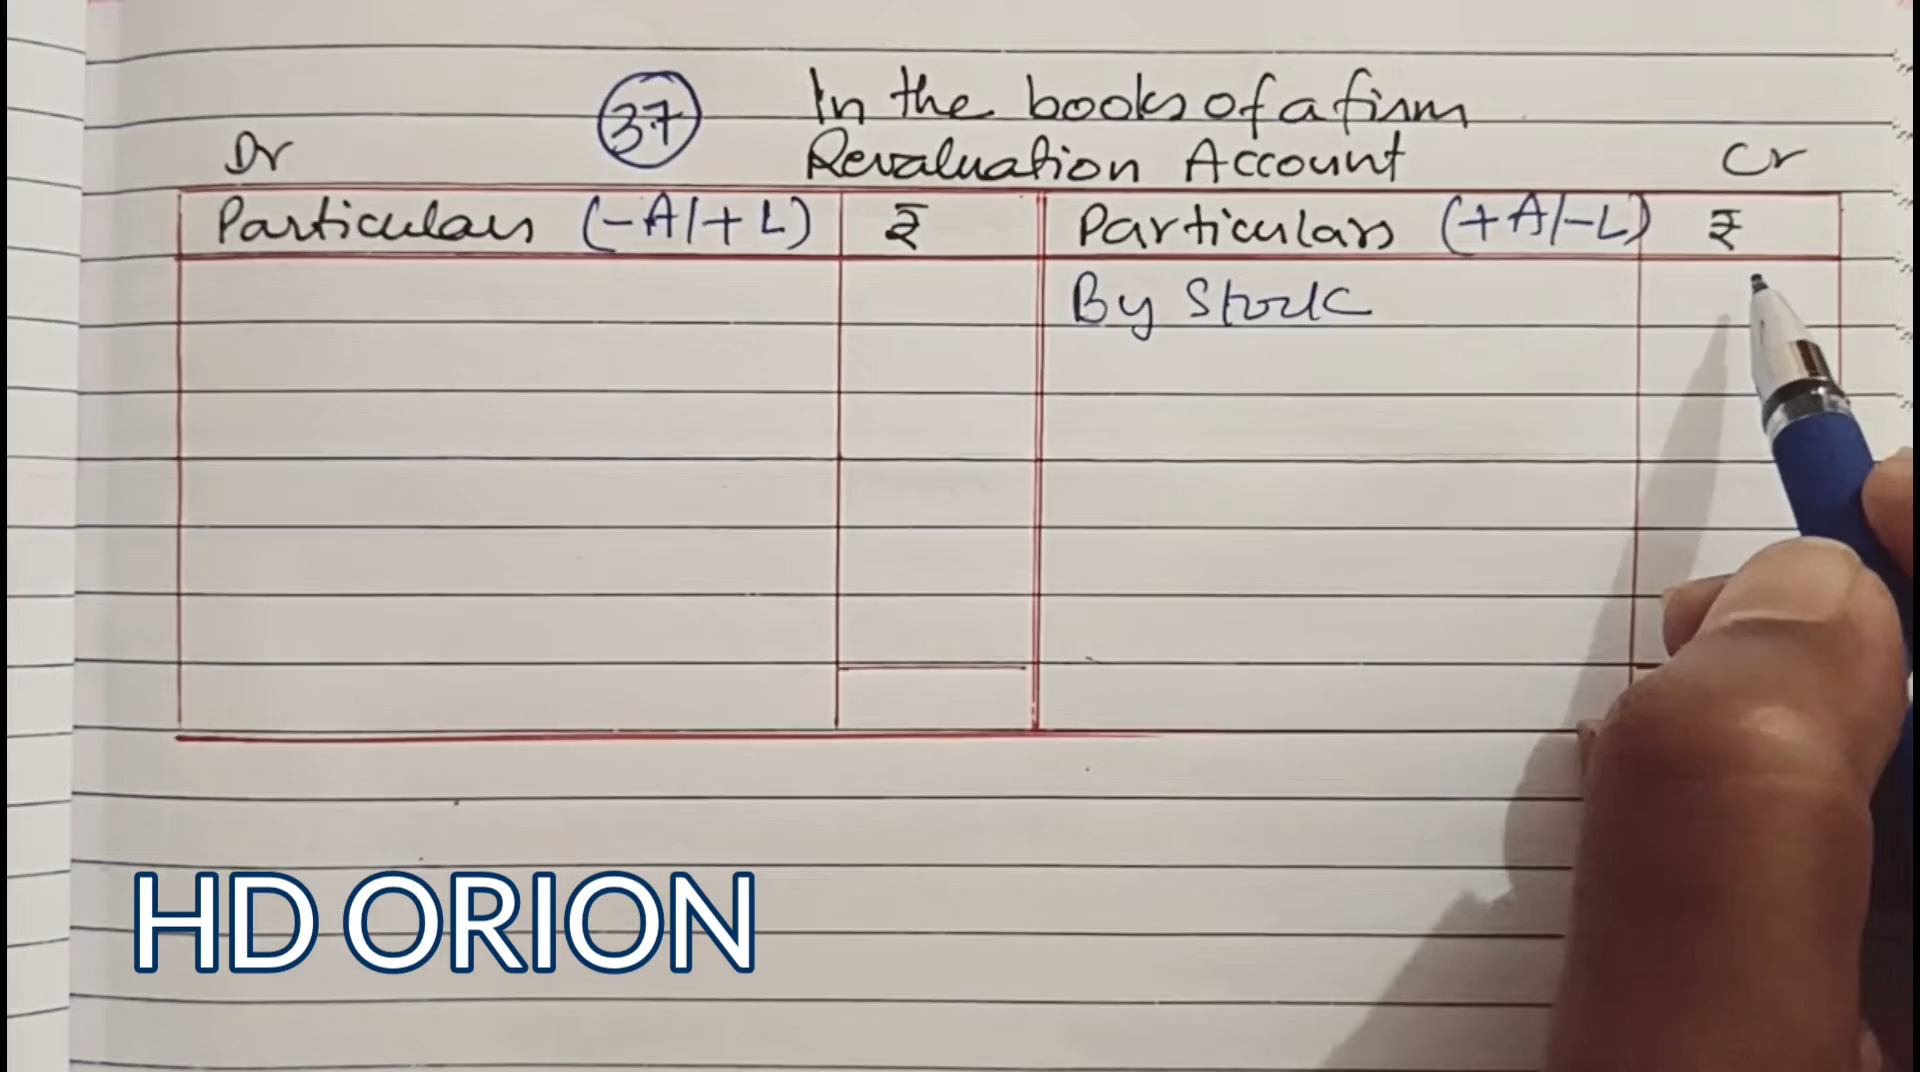 37 In the books of a firm
Dr Revaluation Account Cr
Particulars (-A/+L) ₹ Particulars (+A/-L) ₹
By Stock
HD ORION